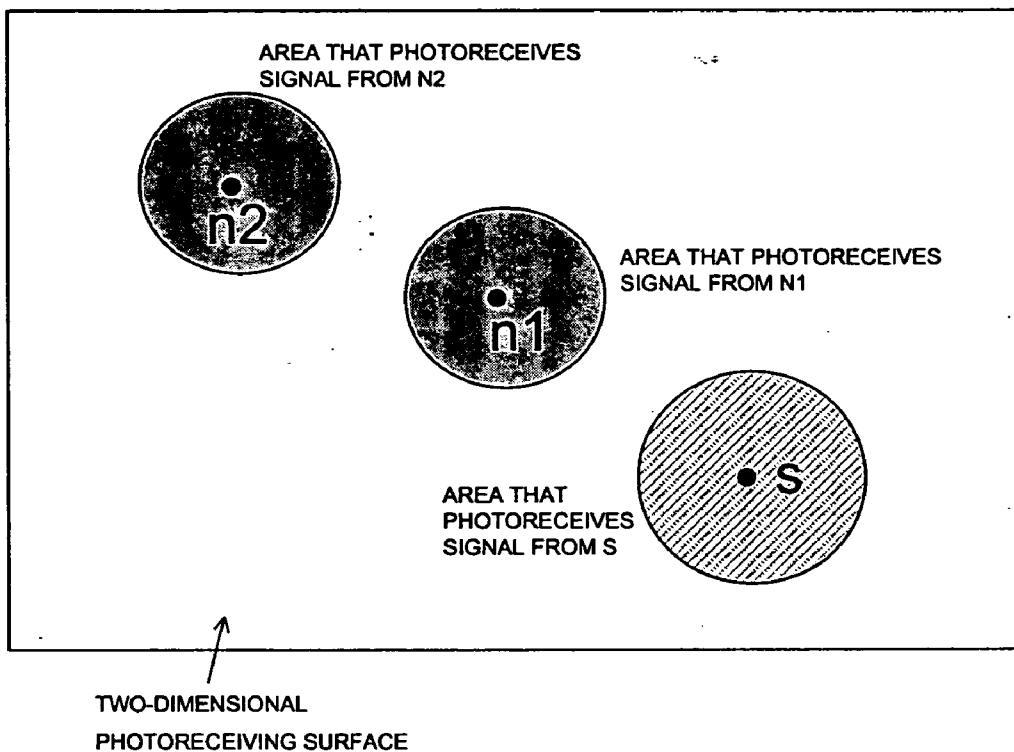 AREA THAT PHOTORECEIVES
SIGNAL FROM N2
n2
AREA THAT PHOTORECEIVES
SIGNAL FROM N1
n1
S
AREA THAT
PHOTORECEIVES
SIGNAL FROM S
TWO-DIMENSIONAL
PHOTORECEIVING SURFACE